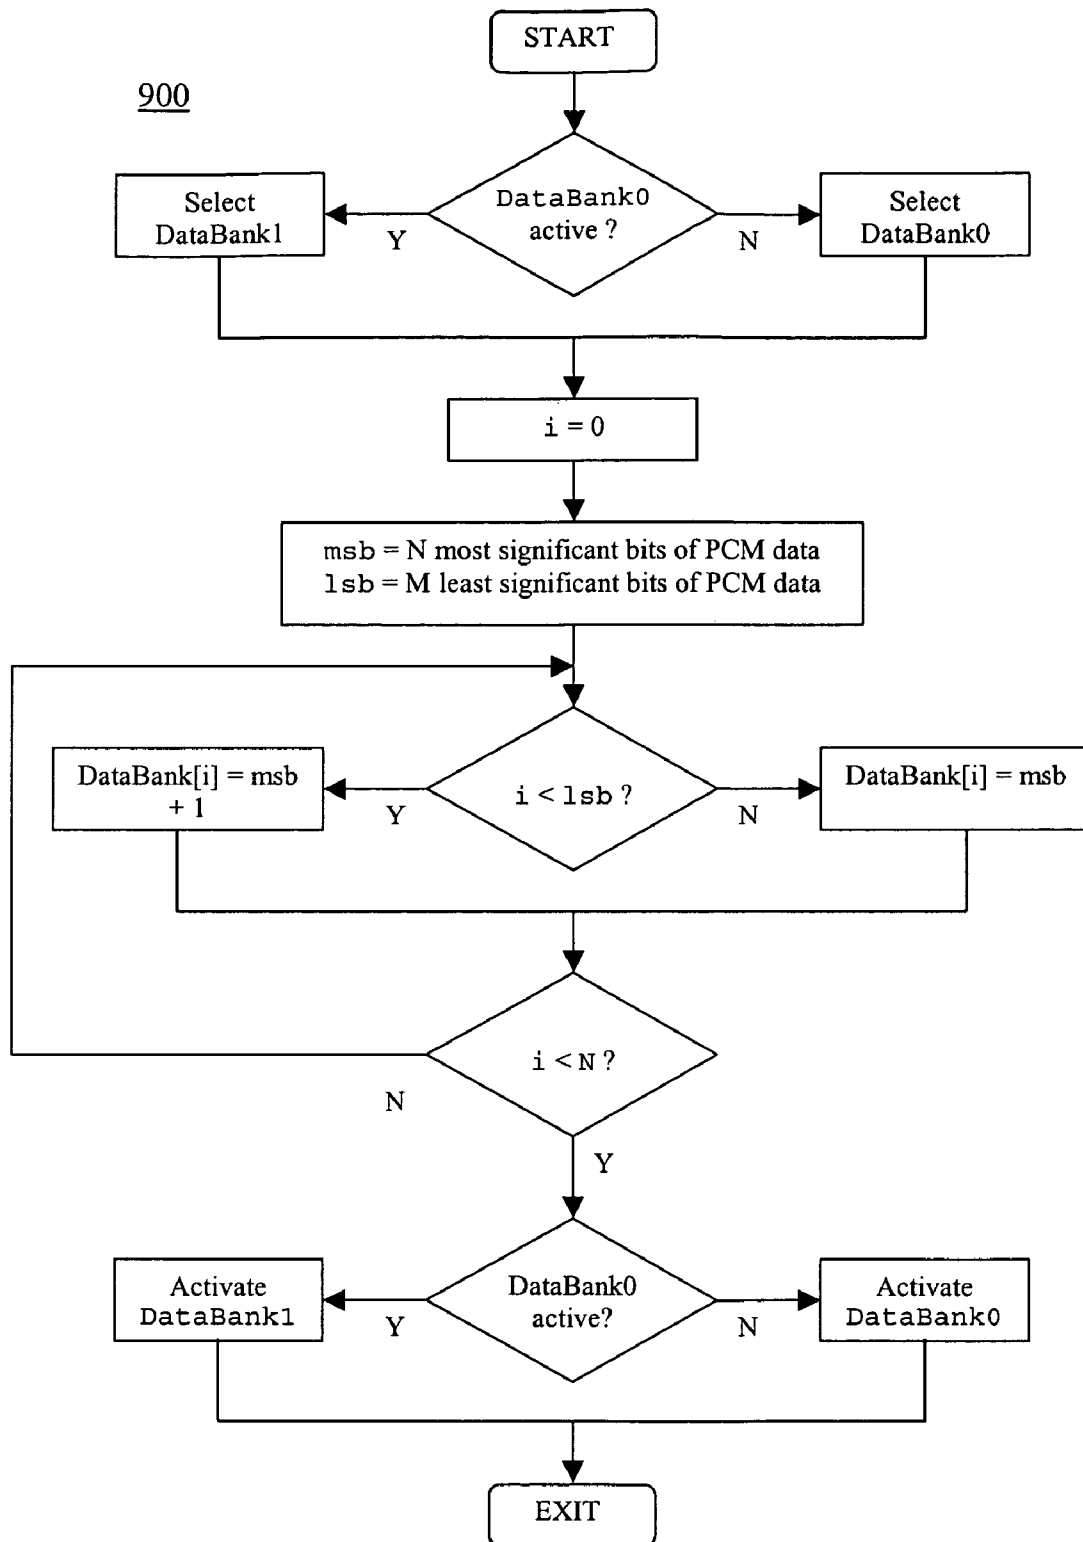 START
900
DataBank0
active ?
Select
DataBank1
Y
N
Select
DataBank0
i = 0
msb = N most significant bits of PCM data
lsb = M least significant bits of PCM data
DataBank[i] = msb
+ 1
Y
i < lsb ?
N
DataBank[i] = msb
i < N ?
N
Y
Activate
DataBank1
Y
DataBank0
active?
N
Activate
DataBank0
EXIT